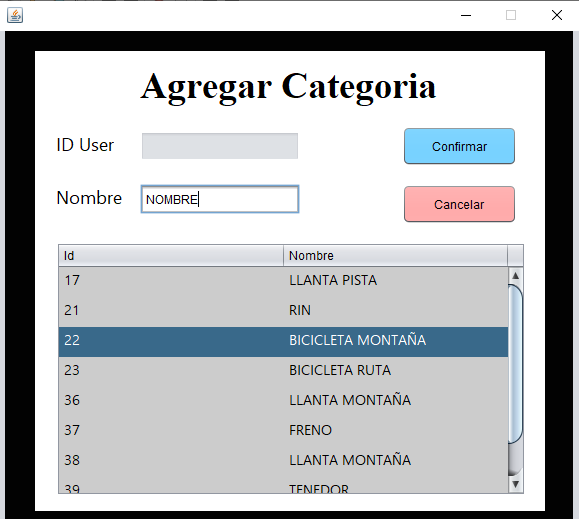 Agregar Categoria
ID User
Confirmar
Nombre NOMBRE
Cancelar
Id Nombre
17 LLANTA PISTA
21 RIN
22 BICICLETA MONTAÑA
23 BICICLETA RUTA
36 LLANTA MONTAÑA
37 FRENO
38 LLANTA MONTAÑA
39 TENEDOR